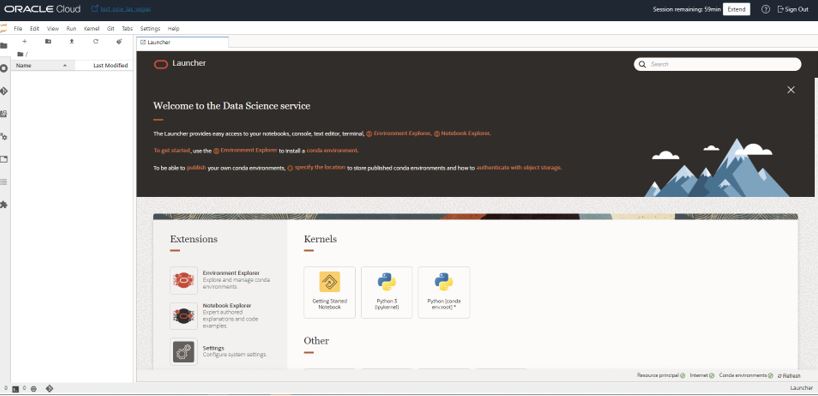 ORACLE Cloud
Session remaining: 59min
Extend
Sign Out
File Edit View Run Kernel Git Tabs Settings Help
/
Name
Last Modified
Launcher
Launcher
Search
Welcome to the Data Science service
The Launcher provides easy access to your notebooks, console, text editor, terminal, Environment Explorer, Notebook Explorer.
To get started, use the Environment Explorer to install a conda environment.
To be able to publish your own conda environments, specify the location to store published conda environments and how to authenticate with object storage.
Extensions
Environment Explorer
Explore and manage conda
environments
Notebook Explorer
Expert authored
explanations and code
examples.
Settings
Configure system settings.
Kernels
Getting Started
Notebook
Python 3
(ipykernel)
Python [conda
env:root] *
Other
Resource principal Internet Conda environments Refresh
0 0
Launcher